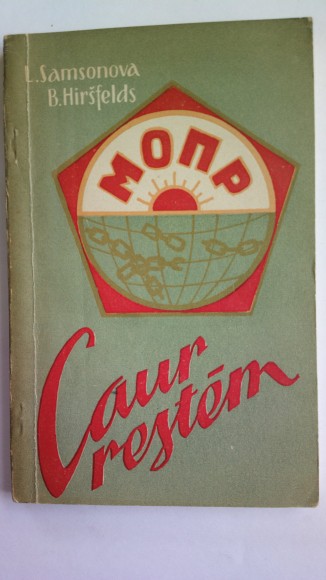 L. Samsonova
B. Hiršfelds
МОПР
Caur
restēm